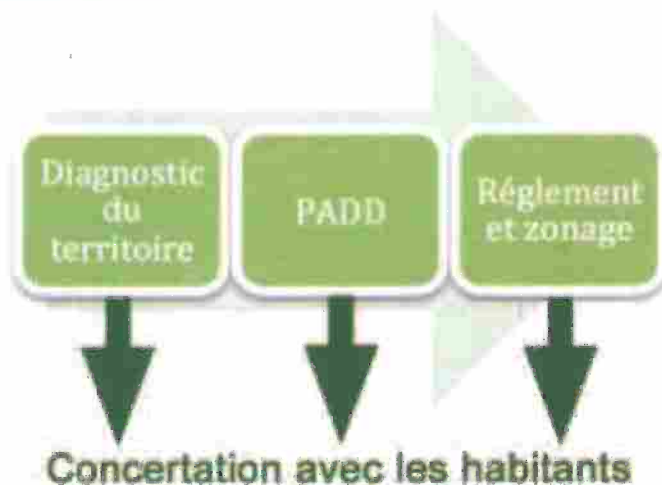 Diagnostic
du
territoire
PADD
Réglement
et zonage
Concertation avec les habitants